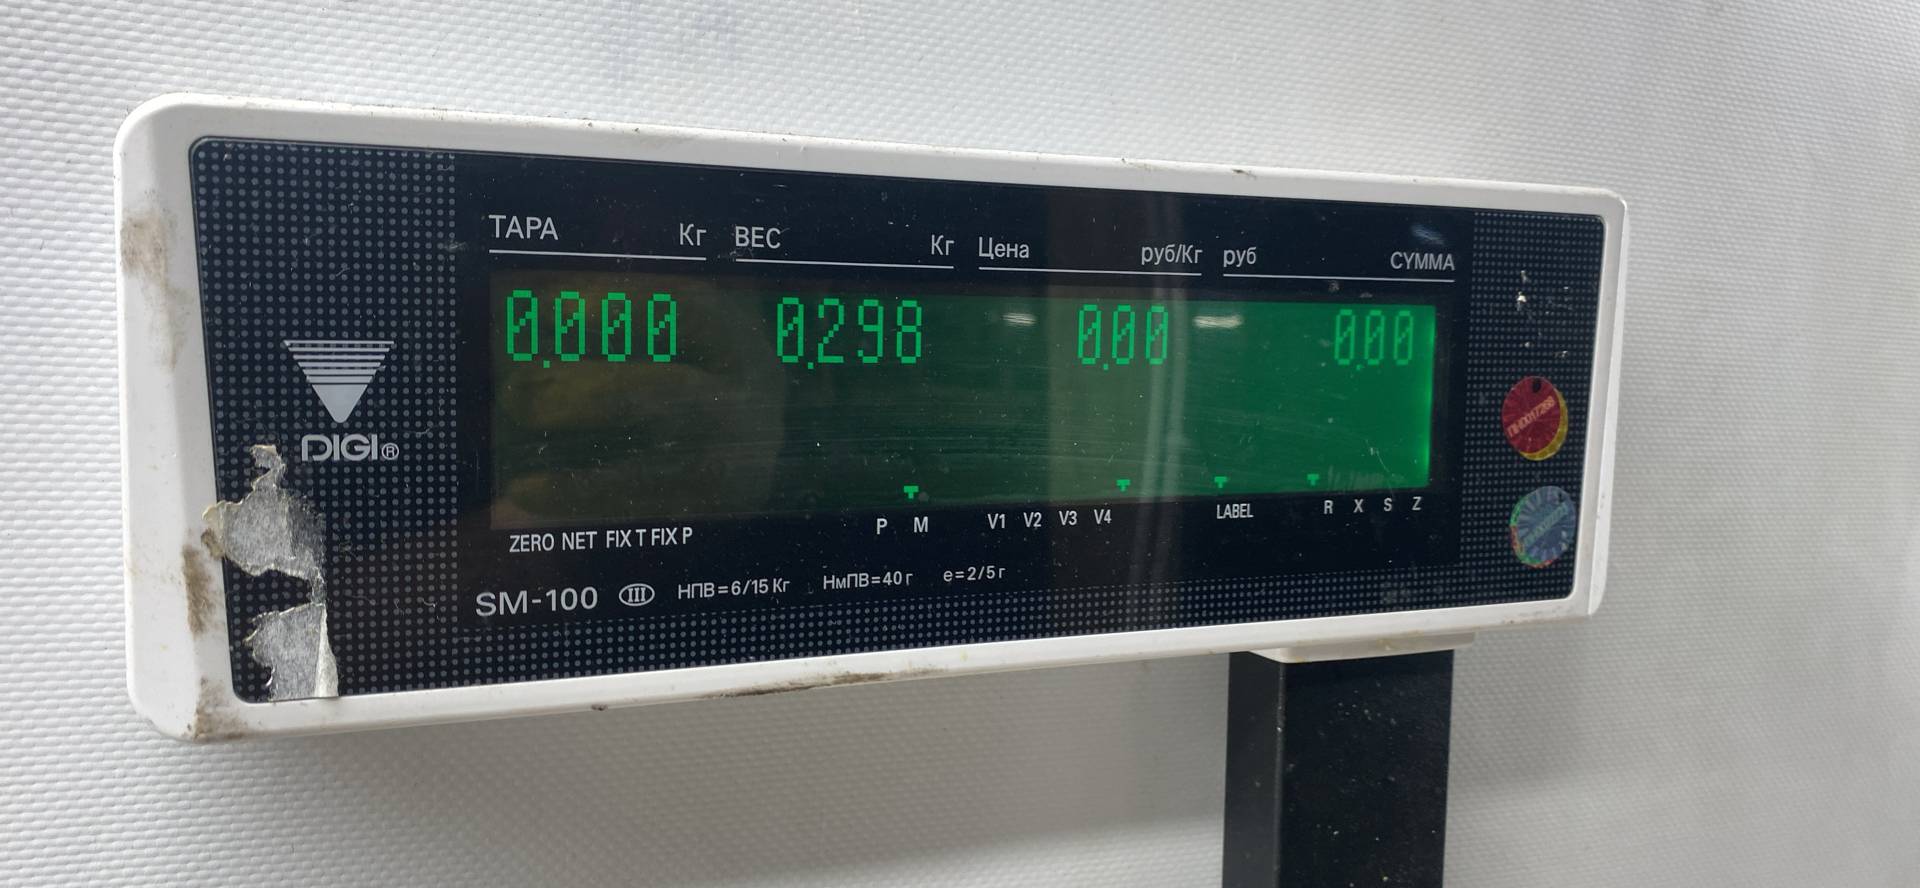 ТАРА Кг ВЕС Кг Цена руб/Кг руб СУММА
0.000 0.298 0.00 0.00
DIGI®
ZERO NET FIX T FIX P P M V1 V2 V3 V4 LABEL R X S Z
SM-100 III НПВ=6/15 Кг НмПВ=40 г e=2/5 г